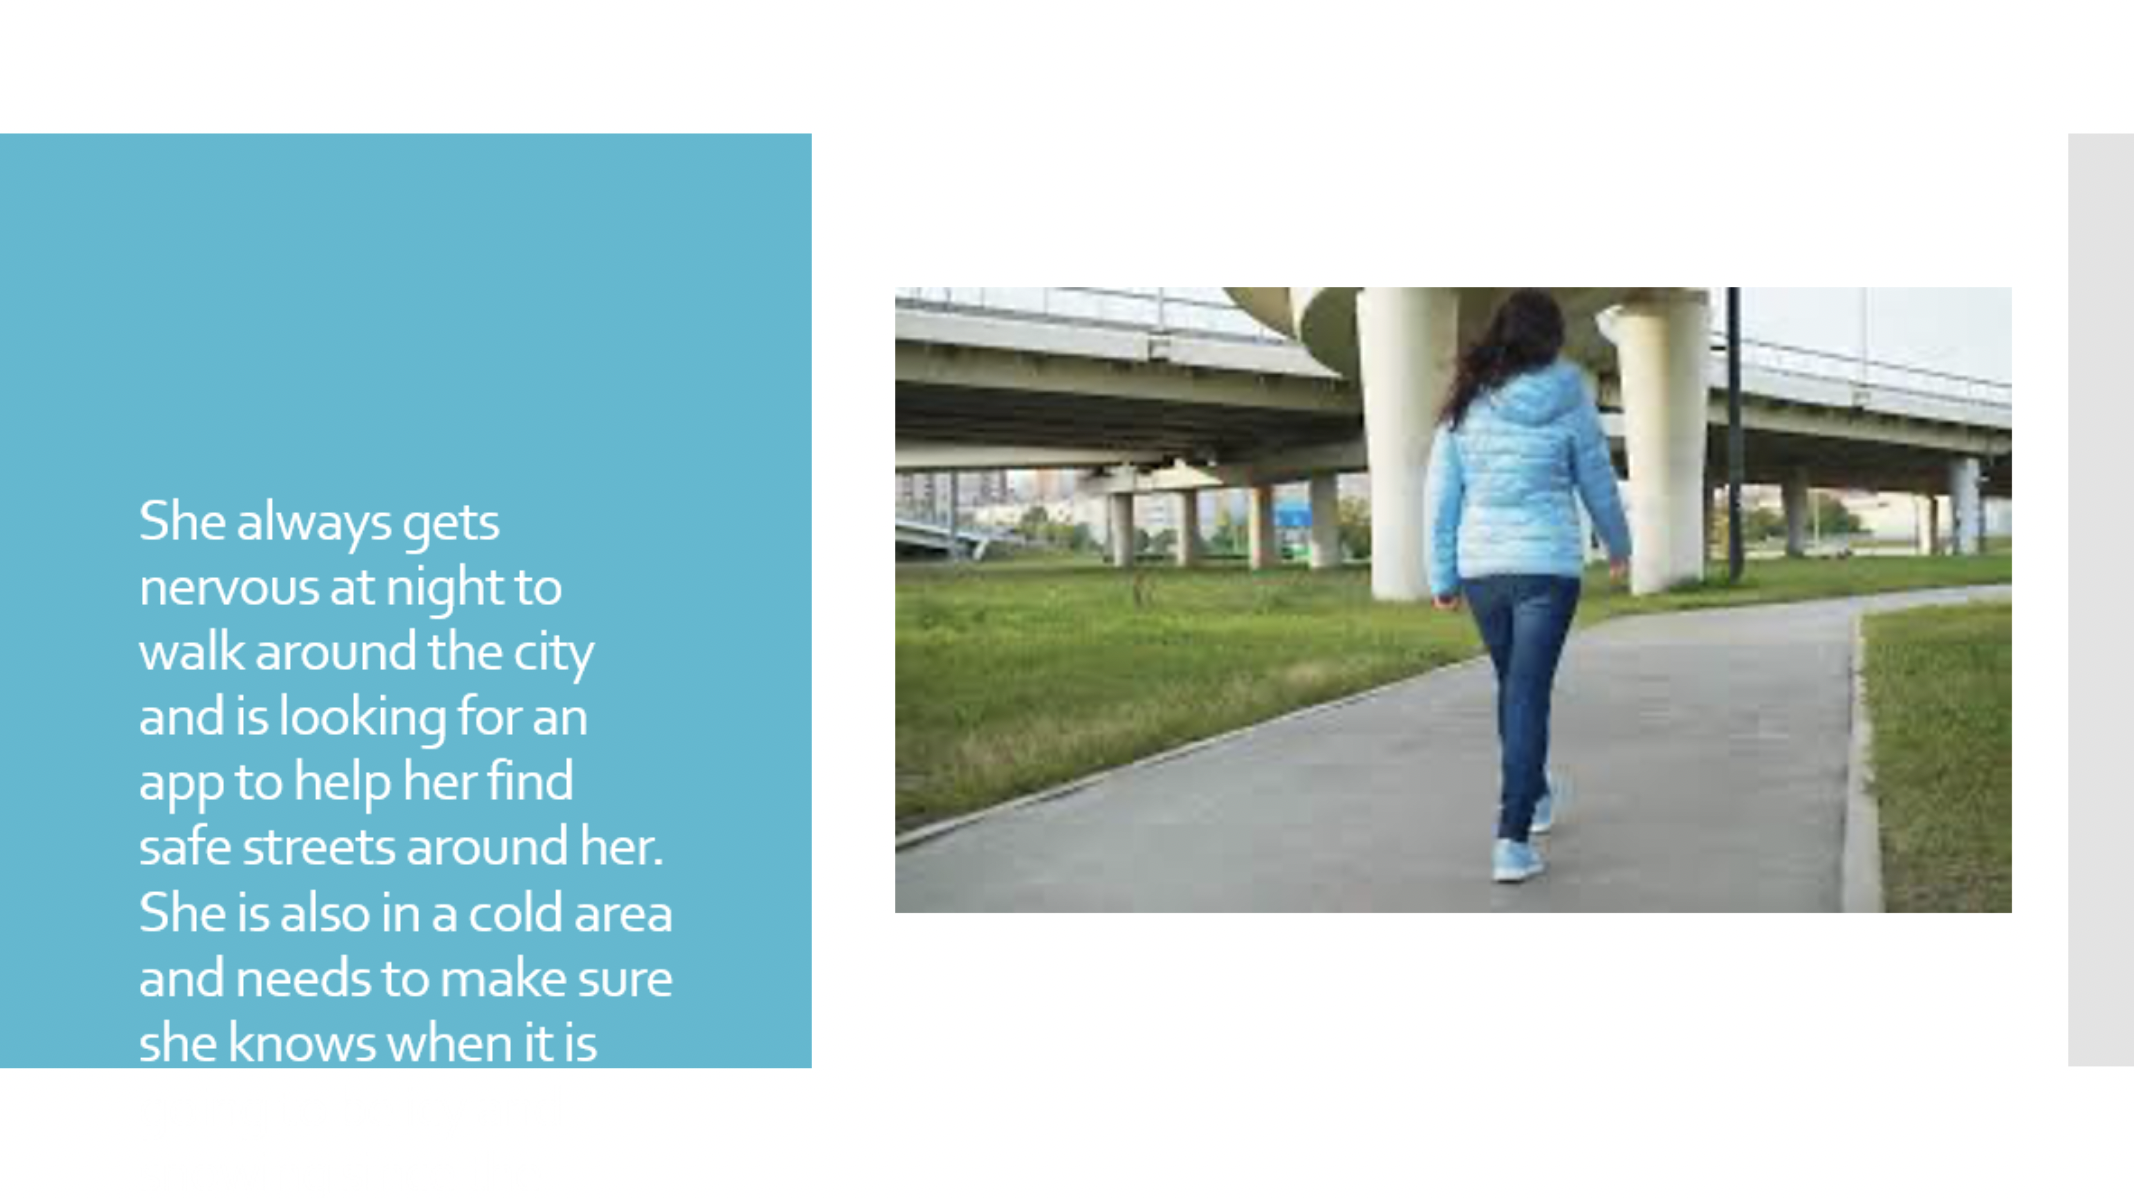 She always gets
nervous at night to
walk around the city
and is looking for an
app to help her find
safe streets around her.
She is also in a cold area
and needs to make sure
she knows when it is